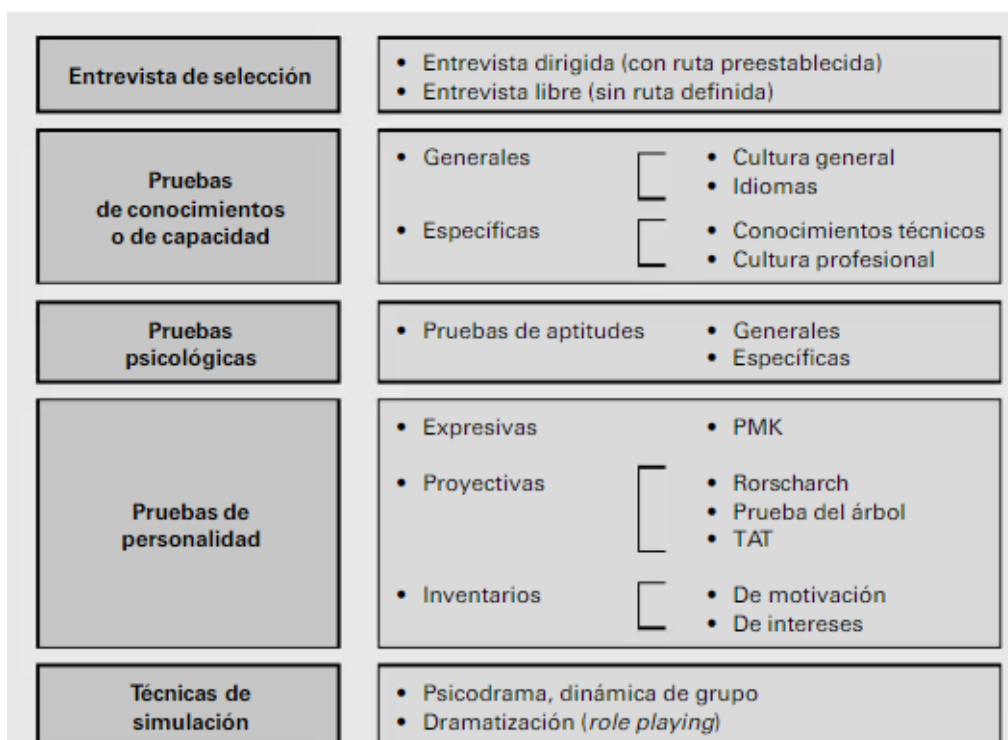 Entrevista de selección
• Entrevista dirigida (con ruta preestablecida)
• Entrevista libre (sin ruta definida)
Pruebas
de conocimientos
o de capacidad
• Generales
• Cultura general
• Idiomas
• Específicas
• Conocimientos técnicos
• Cultura profesional
Pruebas
psicológicas
• Pruebas de aptitudes
• Generales
• Específicas
Pruebas de
personalidad
• Expresivas
• PMK
• Proyectivas
• Rorscharch
• Prueba del árbol
• TAT
• Inventarios
• De motivación
• De intereses
Técnicas de
simulación
• Psicodrama, dinámica de grupo
• Dramatización (role playing)